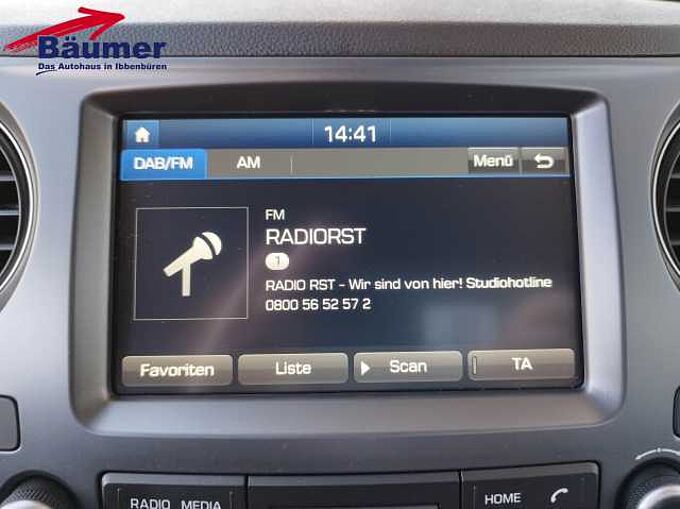 Bäumer
Das Autohaus in Ibbenbüren
14:41
DAB/FM AM Menü
FM
RADIORST
1
RADIO RST - Wir sind von hier! Studiohotline
0800 56 52 57 2
Favoriten Liste Scan TA
RADIO MEDIA HOME